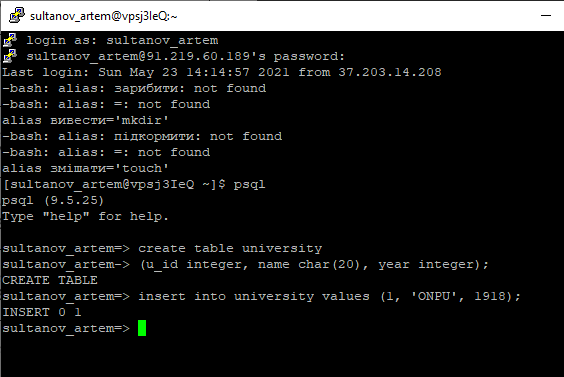 sultanov_artem@vpsj3IeQ:~
login as: sultanov_artem
sultanov_artem@91.219.60.189's password:
Last login: Sun May 23 14:14:57 2021 from 37.203.14.208
-bash: alias: зарибити: not found
-bash: alias: =: not found
alias вивести='mkdir'
-bash: alias: підкормити: not found
-bash: alias: =: not found
alias змішати='touch'
[sultanov_artem@vpsj3IeQ ~]$ psql
psql (9.5.25)
Type "help" for help.
sultanov_artem=> create table university
sultanov_artem-> (u_id integer, name char(20), year integer);
CREATE TABLE
sultanov_artem=> insert into university values (1, 'ONPU', 1918);
INSERT 0 1
sultanov_artem=>